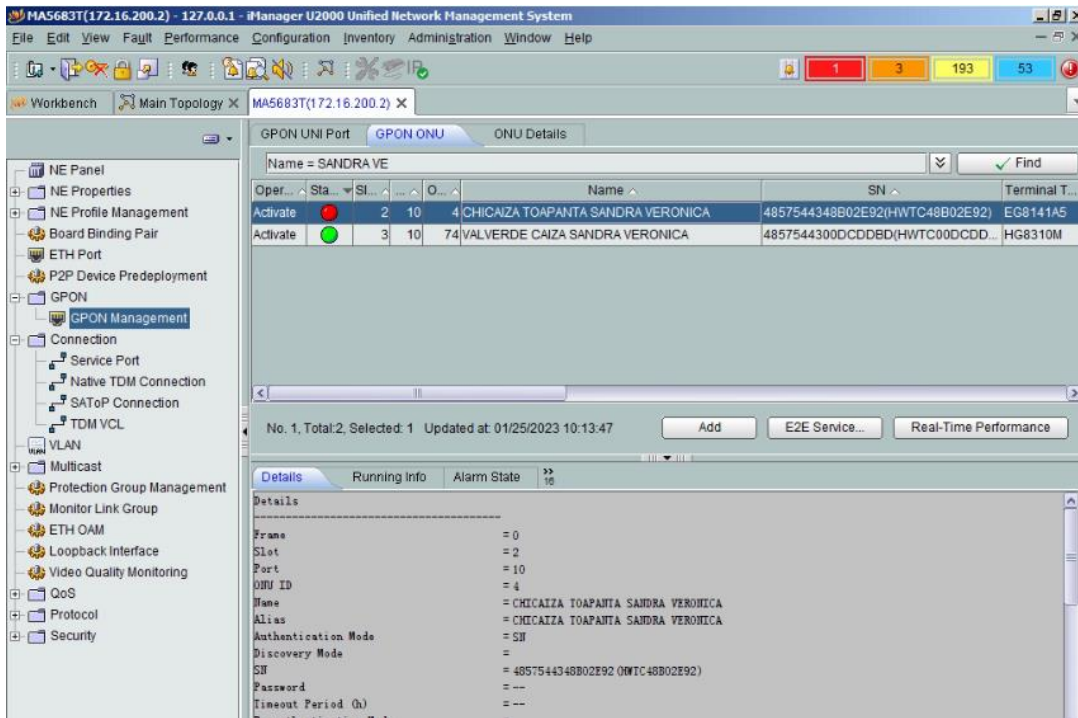 MA5683T(172.16.200.2) - 127.0.0.1 - iManager U2000 Unified Network Management System
File Edit View Fault Performance Configuration Inventory Administration Window Help
1 3 193 53
Workbench Main Topology MA5683T(172.16.200.2)
GPON UNI Port GPON ONU ONU Details
Name = SANDRA VE Find
Oper... Sta... Sl... ... O... Name SN Terminal T...
Activate 2 10 4 CHICAIZA TOAPANTA SANDRA VERONICA 4857544348B02E92(HWTC48B02E92) EG8141A5
Activate 3 10 74 VALVERDE CAIZA SANDRA VERONICA 4857544300DCDDBD(HWTC00DCDD... HG8310M
NE Panel
NE Properties
NE Profile Management
Board Binding Pair
ETH Port
P2P Device Predeployment
GPON
GPON Management
Connection
Service Port
Native TDM Connection
SAToP Connection
TDM VCL
VLAN
Multicast
Protection Group Management
Monitor Link Group
ETH OAM
Loopback Interface
Video Quality Monitoring
QoS
Protocol
Security
No. 1, Total:2, Selected: 1 Updated at: 01/25/2023 10:13:47 Add E2E Service... Real-Time Performance
Details Running Info Alarm State 16
Details
----------------------------------------
Frame = 0
Slot = 2
Port = 10
ONU ID = 4
Name = CHICAIZA TOAPANTA SANDRA VERONICA
Alias = CHICAIZA TOAPANTA SANDRA VERONICA
Authentication Mode = SN
Discovery Mode =
SN = 4857544348B02E92(HWTC48B02E92)
Password = --
Timeout Period (h) = --